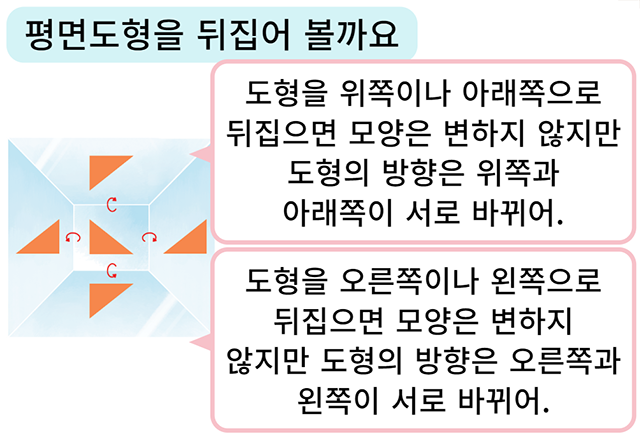 평면도형을 뒤집어 볼까요
도형을 위쪽이나 아래쪽으로
뒤집으면 모양은 변하지 않지만
도형의 방향은 위쪽과
아래쪽이 서로 바뀌어.
도형을 오른쪽이나 왼쪽으로
뒤집으면 모양은 변하지
않지만 도형의 방향은 오른쪽과
왼쪽이 서로 바뀌어.